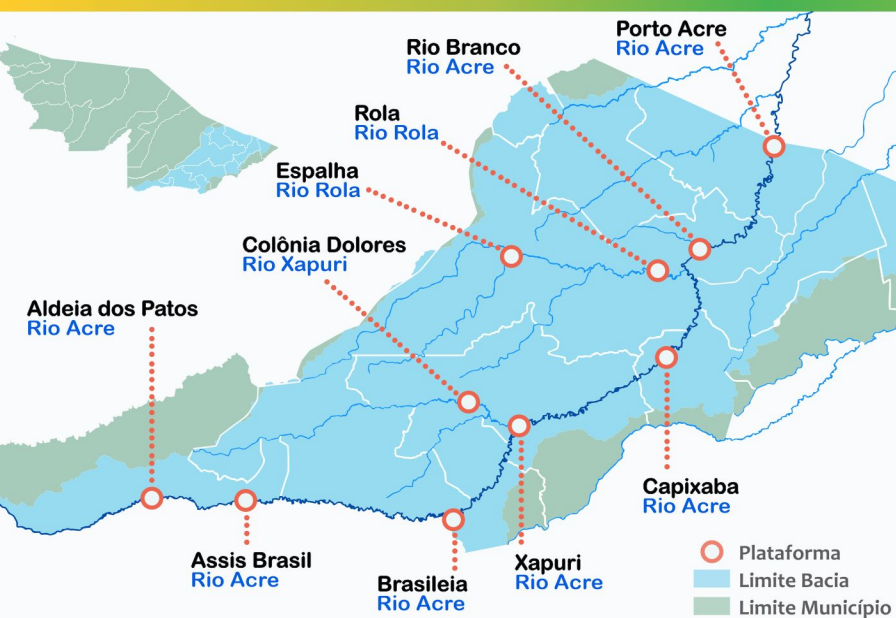 Porto Acre
Rio Acre
Rio Branco
Rio Acre
Rola
Rio Rola
Espalha
Rio Rola
Colônia Dolores
Rio Xapuri
Aldeia dos Patos
Rio Acre
Capixaba
Rio Acre
Assis Brasil
Rio Acre
Brasileia
Rio Acre
Xapuri
Rio Acre
Plataforma
Limite Bacia
Limite Município